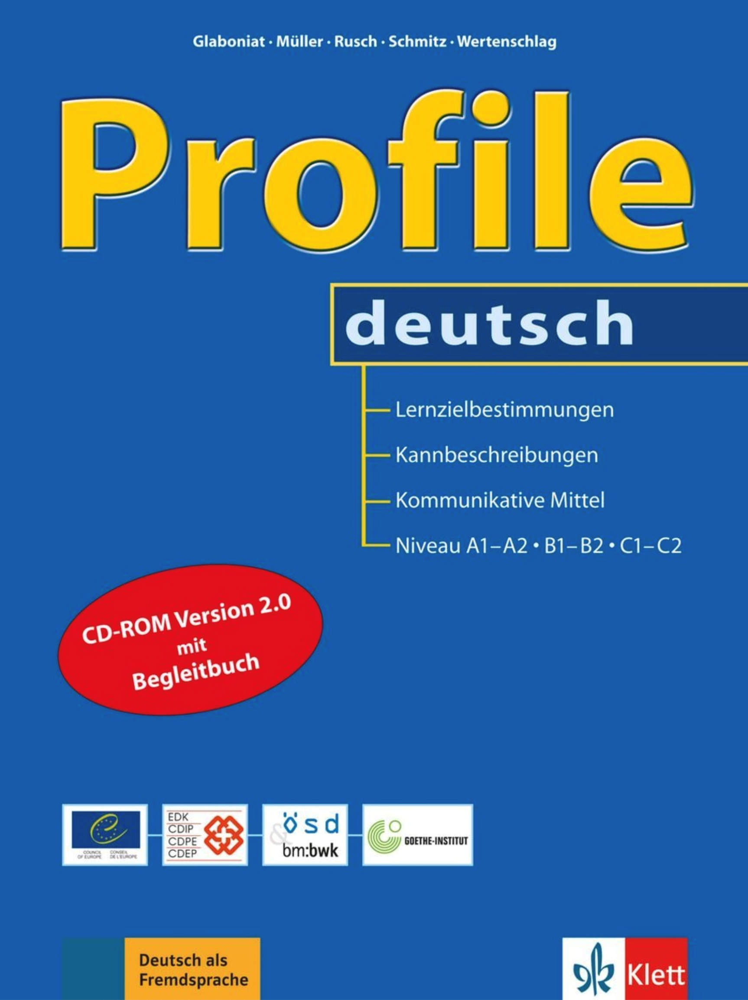 Glaboniat · Müller · Rusch · Schmitz · Wertenschlag
Profile
deutsch
Lernzielbestimmungen
Kannbeschreibungen
Kommunikative Mittel
Niveau A1–A2 • B1–B2 • C1–C2
CD-ROM Version 2.0
mit
Begleitbuch
COUNCIL OF EUROPE
CONSEIL DE L'EUROPE
EDK
CDIP
CDPE
CDEP
ösd
&
bm:bwk
GOETHE-INSTITUT
Deutsch als
Fremdsprache
Klett